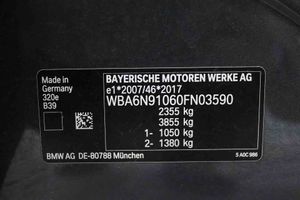 Made in
Germany
320e
B39
BAYERISCHE MOTOREN WERKE AG
e1*2007/46*2017
WBA6N91060FN03590
2355 kg
3855 kg
1- 1050 kg
2- 1380 kg
BMW AG DE-80788 München
5 A0C 986